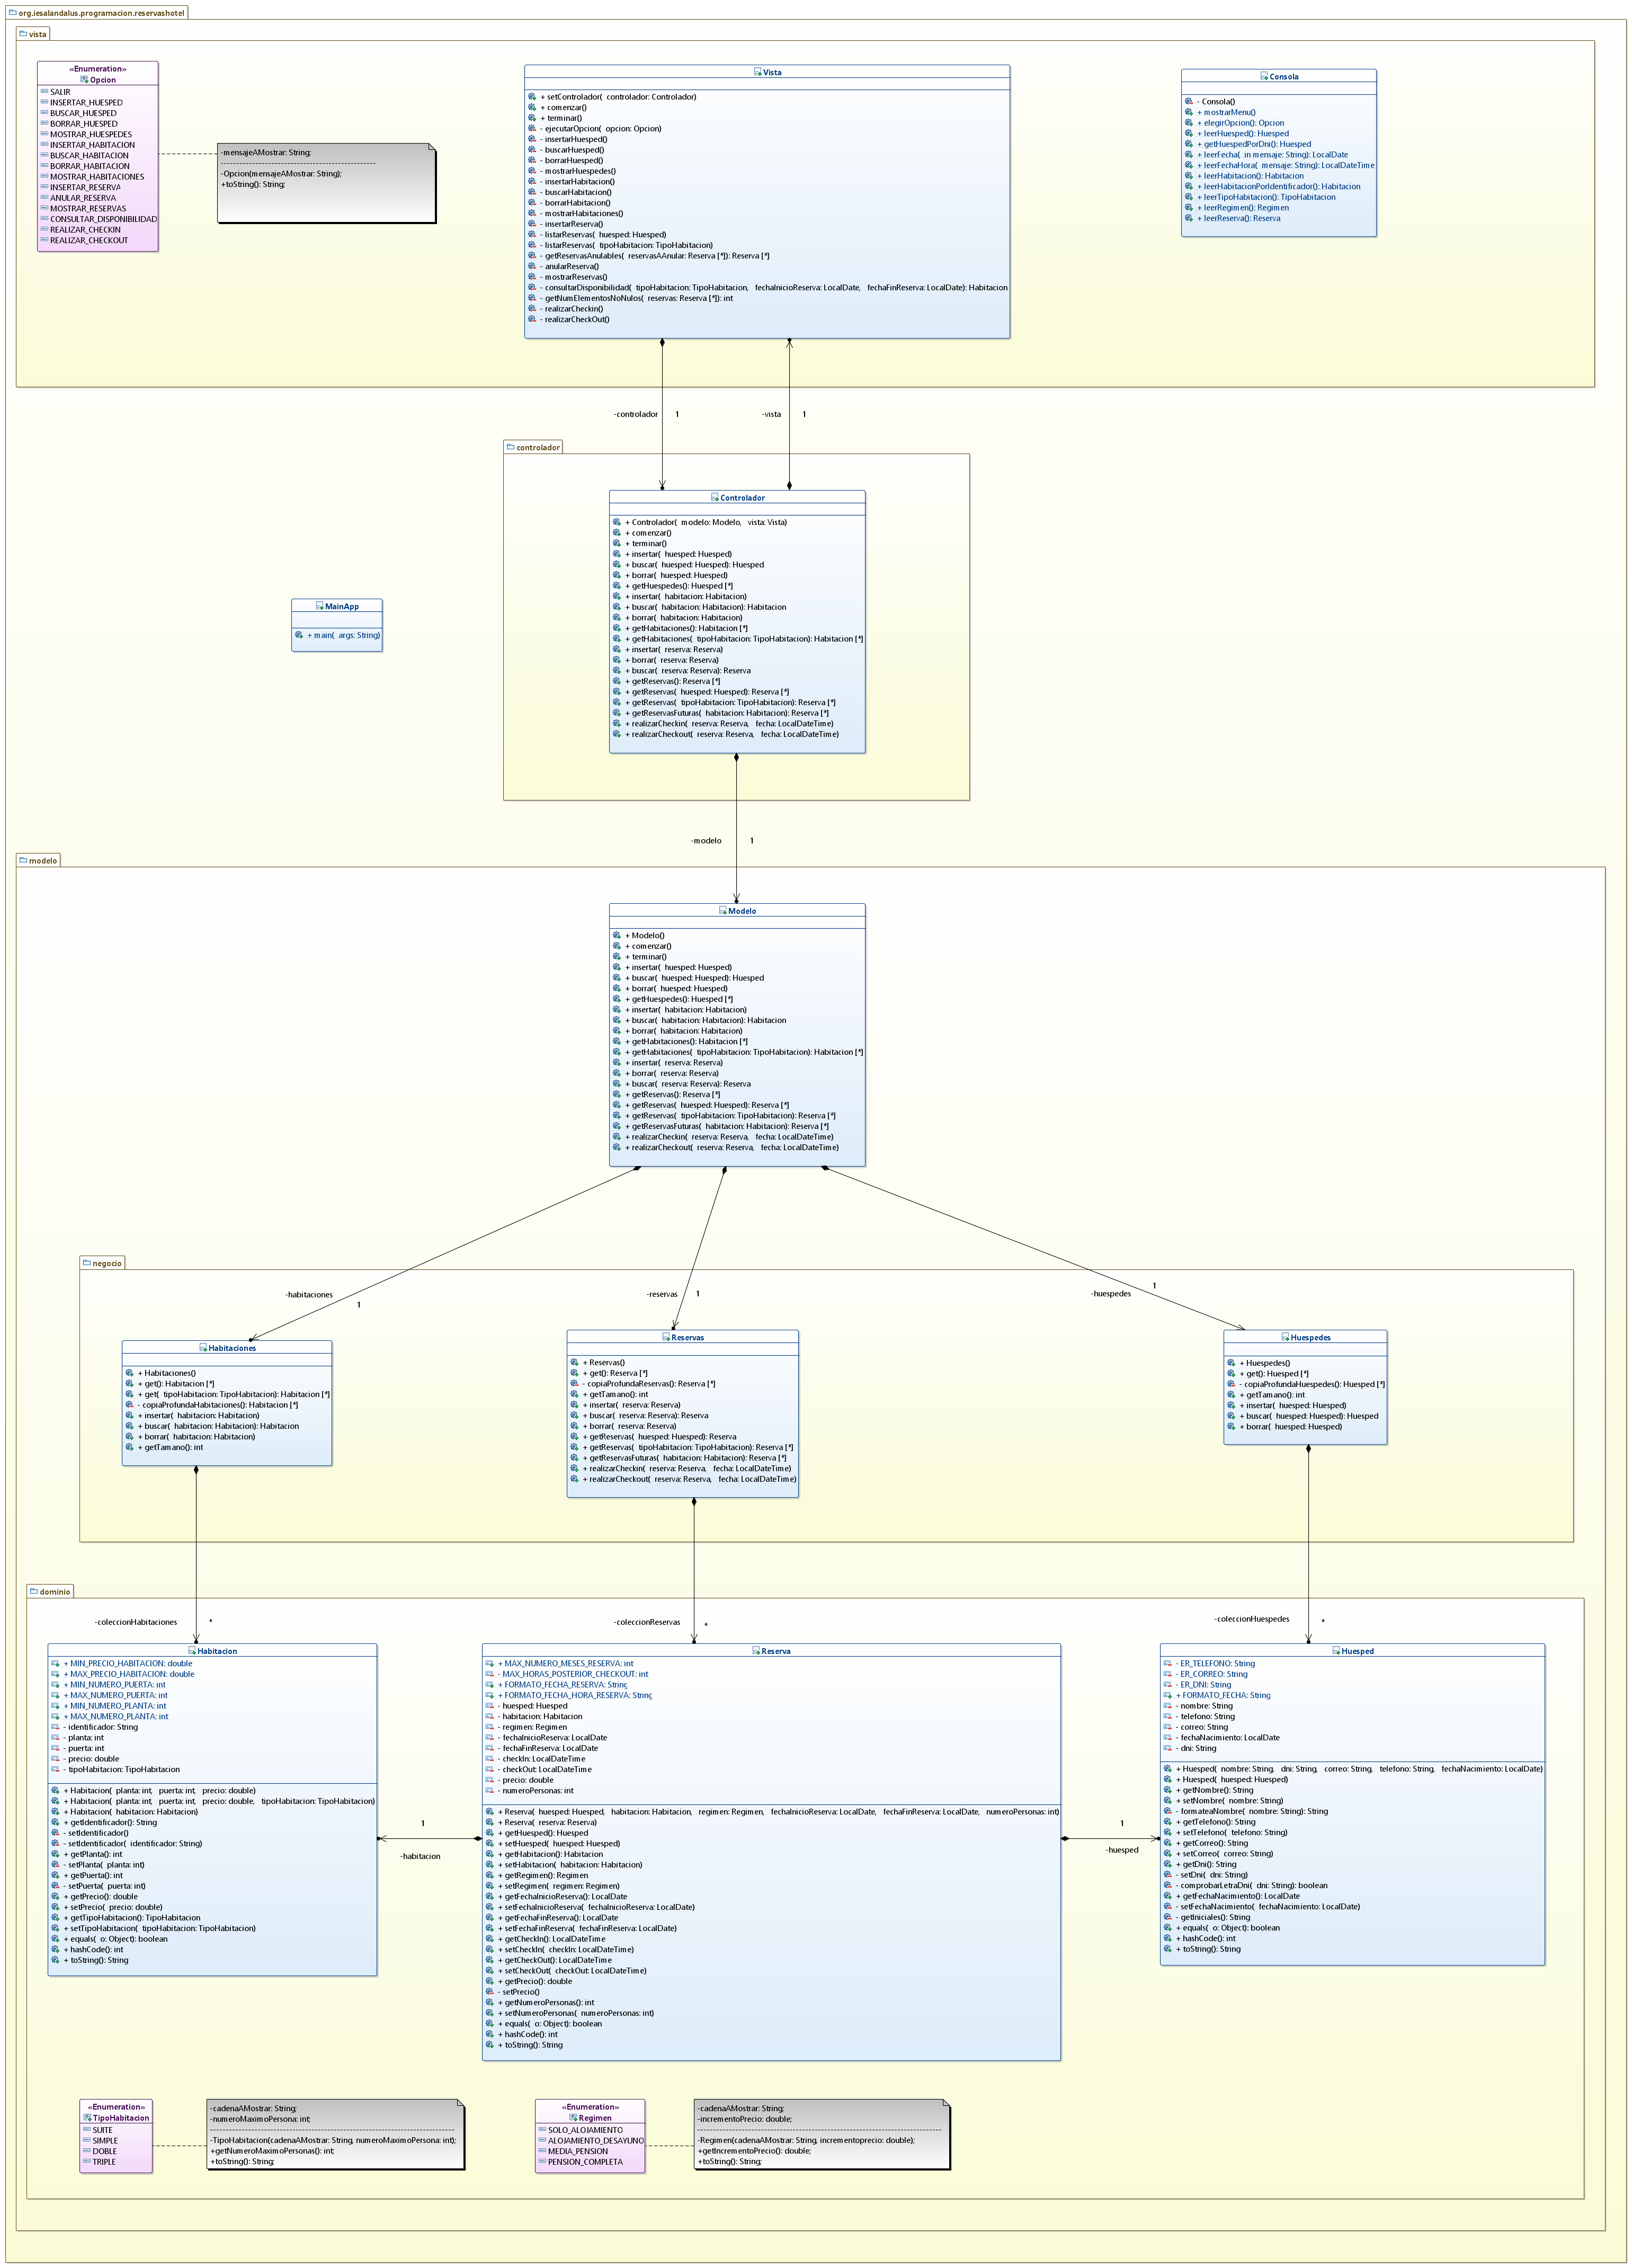 org.iesalandalus.programacion.reservashotel
vista
«Enumeration»
Opcion
SALIR
INSERTAR_HUESPED
BUSCAR_HUESPED
BORRAR_HUESPED
MOSTRAR_HUESPEDES
INSERTAR_HABITACION
BUSCAR_HABITACION
BORRAR_HABITACION
MOSTRAR_HABITACIONES
INSERTAR_RESERVA
ANULAR_RESERVA
MOSTRAR_RESERVAS
CONSULTAR_DISPONIBILIDAD
REALIZAR_CHECKIN
REALIZAR_CHECKOUT
-mensajeAMostrar: String;
-Opcion(mensajeAMostrar: String);
+toString(): String;
Vista
+ setControlador( controlador: Controlador)
+ comenzar()
+ terminar()
- ejecutarOpcion( opcion: Opcion)
- insertarHuesped()
- buscarHuesped()
- borrarHuesped()
- mostrarHuespedes()
- insertarHabitacion()
- buscarHabitacion()
- borrarHabitacion()
- mostrarHabitaciones()
- insertarReserva()
- listarReservas( huesped: Huesped)
- listarReservas( tipoHabitacion: TipoHabitacion)
- getReservasAnulables( reservasAAnular: Reserva [*]): Reserva [*]
- anularReserva()
- mostrarReservas()
- consultarDisponibilidad( tipoHabitacion: TipoHabitacion, fechaInicioReserva: LocalDate, fechaFinReserva: LocalDate): Habitacion
- getNumElementosNoNulos( reservas: Reserva [*]): int
- realizarCheckin()
- realizarCheckOut()
Consola
- Consola()
+ mostrarMenu()
+ elegirOpcion(): Opcion
+ leerHuesped(): Huesped
+ getHuespedPorDni(): Huesped
+ leerFecha( in mensaje: String): LocalDate
+ leerFechaHora( mensaje: String): LocalDateTime
+ leerHabitacion(): Habitacion
+ leerHabitacionPorIdentificador(): Habitacion
+ leerTipoHabitacion(): TipoHabitacion
+ leerRegimen(): Regimen
+ leerReserva(): Reserva
-controlador 1
-vista 1
controlador
Controlador
+ Controlador( modelo: Modelo, vista: Vista)
+ comenzar()
+ terminar()
+ insertar( huesped: Huesped)
+ buscar( huesped: Huesped): Huesped
+ borrar( huesped: Huesped)
+ getHuespedes(): Huesped [*]
+ insertar( habitacion: Habitacion)
+ buscar( habitacion: Habitacion): Habitacion
+ borrar( habitacion: Habitacion)
+ getHabitaciones(): Habitacion [*]
+ getHabitaciones( tipoHabitacion: TipoHabitacion): Habitacion [*]
+ insertar( reserva: Reserva)
+ borrar( reserva: Reserva)
+ buscar( reserva: Reserva): Reserva
+ getReservas(): Reserva [*]
+ getReservas( huesped: Huesped): Reserva [*]
+ getReservas( tipoHabitacion: TipoHabitacion): Reserva [*]
+ getReservasFuturas( habitacion: Habitacion): Reserva [*]
+ realizarCheckin( reserva: Reserva, fecha: LocalDateTime)
+ realizarCheckout( reserva: Reserva, fecha: LocalDateTime)
MainApp
+ main( args: String)
-modelo 1
modelo
Modelo
+ Modelo()
+ comenzar()
+ terminar()
+ insertar( huesped: Huesped)
+ buscar( huesped: Huesped): Huesped
+ borrar( huesped: Huesped)
+ getHuespedes(): Huesped [*]
+ insertar( habitacion: Habitacion)
+ buscar( habitacion: Habitacion): Habitacion
+ borrar( habitacion: Habitacion)
+ getHabitaciones(): Habitacion [*]
+ getHabitaciones( tipoHabitacion: TipoHabitacion): Habitacion [*]
+ insertar( reserva: Reserva)
+ borrar( reserva: Reserva)
+ buscar( reserva: Reserva): Reserva
+ getReservas(): Reserva [*]
+ getReservas( huesped: Huesped): Reserva [*]
+ getReservas( tipoHabitacion: TipoHabitacion): Reserva [*]
+ getReservasFuturas( habitacion: Habitacion): Reserva [*]
+ realizarCheckin( reserva: Reserva, fecha: LocalDateTime)
+ realizarCheckout( reserva: Reserva, fecha: LocalDateTime)
negocio
-habitaciones 1
-reservas 1
-huespedes 1
Habitaciones
+ Habitaciones()
+ get(): Habitacion [*]
+ get( tipoHabitacion: TipoHabitacion): Habitacion [*]
- copiaProfundaHabitaciones(): Habitacion [*]
+ insertar( habitacion: Habitacion)
+ buscar( habitacion: Habitacion): Habitacion
+ borrar( habitacion: Habitacion)
+ getTamano(): int
Reservas
+ Reservas()
+ get(): Reserva [*]
- copiaProfundaReservas(): Reserva [*]
+ getTamano(): int
+ insertar( reserva: Reserva)
+ buscar( reserva: Reserva): Reserva
+ borrar( reserva: Reserva)
+ getReservas( huesped: Huesped): Reserva
+ getReservas( tipoHabitacion: TipoHabitacion): Reserva [*]
+ getReservasFuturas( habitacion: Habitacion): Reserva [*]
+ realizarCheckin( reserva: Reserva, fecha: LocalDateTime)
+ realizarCheckout( reserva: Reserva, fecha: LocalDateTime)
Huespedes
+ Huespedes()
+ get(): Huesped [*]
- copiaProfundaHuespedes(): Huesped [*]
+ getTamano(): int
+ insertar( huesped: Huesped)
+ buscar( huesped: Huesped): Huesped
+ borrar( huesped: Huesped)
dominio
-coleccionHabitaciones *
-coleccionReservas *
-coleccionHuespedes *
Habitacion
+ MIN_PRECIO_HABITACION: double
+ MAX_PRECIO_HABITACION: double
+ MIN_NUMERO_PUERTA: int
+ MAX_NUMERO_PUERTA: int
+ MIN_NUMERO_PLANTA: int
+ MAX_NUMERO_PLANTA: int
- identificador: String
- planta: int
- puerta: int
- precio: double
- tipoHabitacion: TipoHabitacion
+ Habitacion( planta: int, puerta: int, precio: double)
+ Habitacion( planta: int, puerta: int, precio: double, tipoHabitacion: TipoHabitacion)
+ Habitacion( habitacion: Habitacion)
+ getIdentificador(): String
- setIdentificador()
- setIdentificador( identificador: String)
+ getPlanta(): int
- setPlanta( planta: int)
+ getPuerta(): int
- setPuerta( puerta: int)
+ getPrecio(): double
+ setPrecio( precio: double)
+ getTipoHabitacion(): TipoHabitacion
+ setTipoHabitacion( tipoHabitacion: TipoHabitacion)
+ equals( o: Object): boolean
+ hashCode(): int
+ toString(): String
1
-habitacion
Reserva
+ MAX_NUMERO_MESES_RESERVA: int
- MAX_HORAS_POSTERIOR_CHECKOUT: int
+ FORMATO_FECHA_RESERVA: String
+ FORMATO_FECHA_HORA_RESERVA: String
- huesped: Huesped
- habitacion: Habitacion
- regimen: Regimen
- fechaInicioReserva: LocalDate
- fechaFinReserva: LocalDate
- checkIn: LocalDateTime
- checkOut: LocalDateTime
- precio: double
- numeroPersonas: int
+ Reserva( huesped: Huesped, habitacion: Habitacion, regimen: Regimen, fechaInicioReserva: LocalDate, fechaFinReserva: LocalDate, numeroPersonas: int)
+ Reserva( reserva: Reserva)
+ getHuesped(): Huesped
+ setHuesped( huesped: Huesped)
+ getHabitacion(): Habitacion
+ setHabitacion( habitacion: Habitacion)
+ getRegimen(): Regimen
+ setRegimen( regimen: Regimen)
+ getFechaInicioReserva(): LocalDate
+ setFechaInicioReserva( fechaInicioReserva: LocalDate)
+ getFechaFinReserva(): LocalDate
+ setFechaFinReserva( fechaFinReserva: LocalDate)
+ getCheckIn(): LocalDateTime
+ setCheckIn( checkIn: LocalDateTime)
+ getCheckOut(): LocalDateTime
+ setCheckOut( checkOut: LocalDateTime)
+ getPrecio(): double
- setPrecio()
+ getNumeroPersonas(): int
+ setNumeroPersonas( numeroPersonas: int)
+ equals( o: Object): boolean
+ hashCode(): int
+ toString(): String
1
-huesped
Huesped
- ER_TELEFONO: String
- ER_CORREO: String
- ER_DNI: String
+ FORMATO_FECHA: String
- nombre: String
- telefono: String
- correo: String
- fechaNacimiento: LocalDate
- dni: String
+ Huesped( nombre: String, dni: String, correo: String, telefono: String, fechaNacimiento: LocalDate)
+ Huesped( huesped: Huesped)
+ getNombre(): String
+ setNombre( nombre: String)
- formateaNombre( nombre: String): String
+ getTelefono(): String
+ setTelefono( telefono: String)
+ getCorreo(): String
+ setCorreo( correo: String)
+ getDni(): String
- setDni( dni: String)
- comprobarLetraDni( dni: String): boolean
+ getFechaNacimiento(): LocalDate
- setFechaNacimiento( fechaNacimiento: LocalDate)
- getIniciales(): String
+ equals( o: Object): boolean
+ hashCode(): int
+ toString(): String
«Enumeration»
TipoHabitacion
SUITE
SIMPLE
DOBLE
TRIPLE
-cadenaAMostrar: String;
-numeroMaximoPersona: int;
-TipoHabitacion(cadenaAMostrar: String, numeroMaximoPersona: int);
+getNumeroMaximoPersonas(): int;
+toString(): String;
«Enumeration»
Regimen
SOLO_ALOJAMIENTO
ALOJAMIENTO_DESAYUNO
MEDIA_PENSION
PENSION_COMPLETA
-cadenaAMostrar: String;
-incrementoPrecio: double;
-Regimen(cadenaAMostrar: String, incrementoprecio: double);
+getIncrementoPrecio(): double;
+toString(): String;